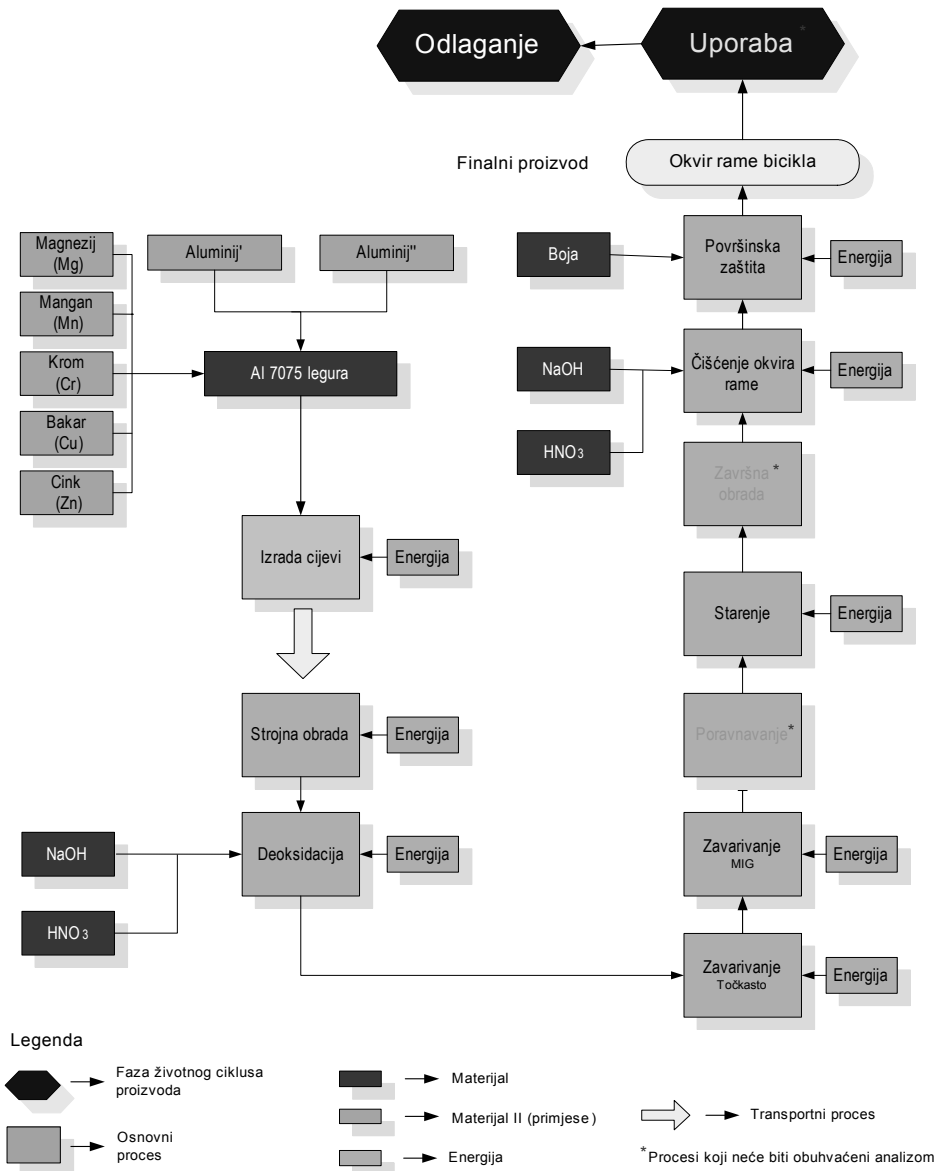 Odlaganje
Uporaba *
Finalni proizvod
Okvir rame bicikla
Magnezij
(Mg)
Mangan
(Mn)
Krom
(Cr)
Bakar
(Cu)
Cink
(Zn)
Aluminij'
Aluminij"
Al 7075 legura
Izrada cijevi
Energija
Strojna obrada
Energija
NaOH
HNO3
Deoksidacija
Energija
Boja
Površinska
zaštita
Energija
NaOH
HNO3
Čišćenje okvira
rame
Energija
Završna *
obrada
Starenje
Energija
Poravnavanje *
Zavarivanje
MIG
Energija
Zavarivanje
Točkasto
Energija
Legenda
Faza životnog ciklusa
proizvoda
Osnovni
proces
Materijal
Materijal II (primjese)
Energija
Transportni proces
*Procesi koji neće biti obuhvaćeni analizom